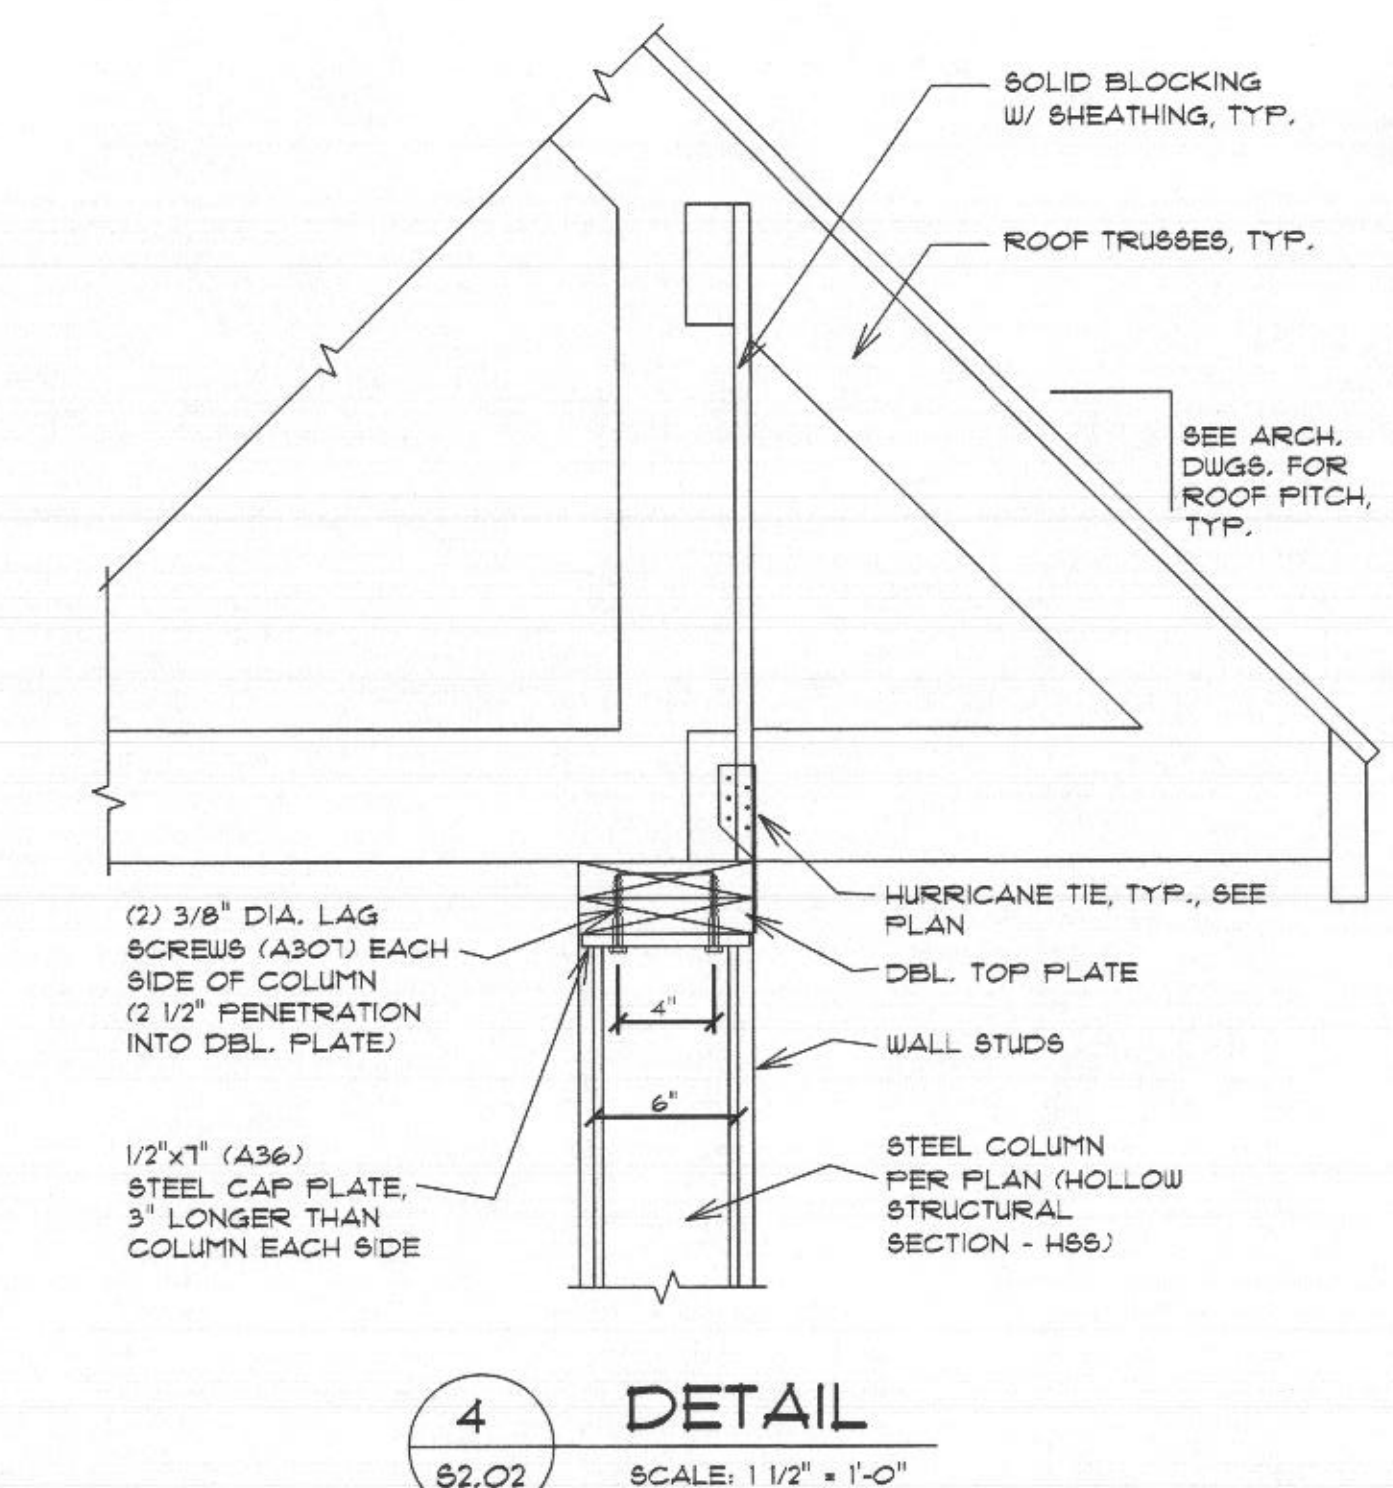 SOLID BLOCKING
W/ SHEATHING, TYP.
ROOF TRUSSES, TYP.
SEE ARCH.
DWGS. FOR
ROOF PITCH,
TYP.
HURRICANE TIE, TYP., SEE
PLAN
(2) 3/8" DIA. LAG
SCREWS (A307) EACH
SIDE OF COLUMN
(2 1/2" PENETRATION
INTO DBL. PLATE)
DBL. TOP PLATE
4"
WALL STUDS
6"
1/2"x7" (A36)
STEEL CAP PLATE,
3" LONGER THAN
COLUMN EACH SIDE
STEEL COLUMN
PER PLAN (HOLLOW
STRUCTURAL
SECTION - HSS)
4
S2.02
DETAIL
SCALE: 1 1/2" = 1'-0"